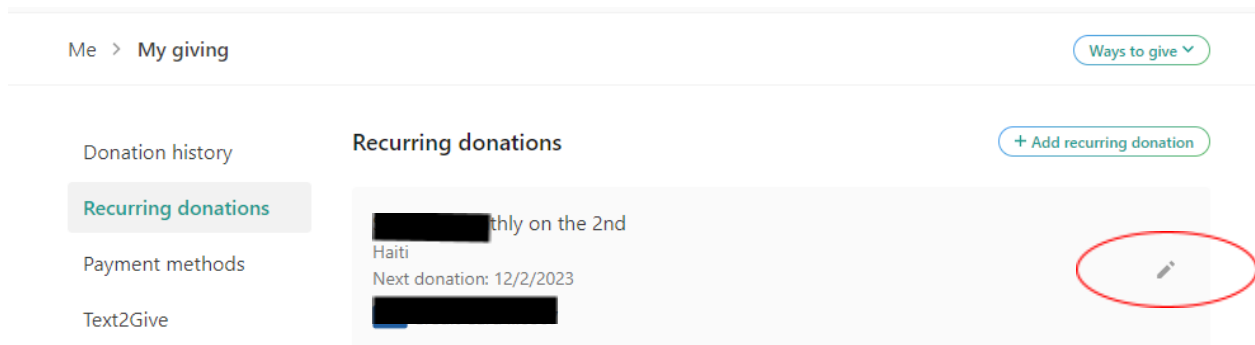 Me > My giving
Ways to give
Donation history
Recurring donations
Payment methods
Text2Give
Recurring donations
+ Add recurring donation
thly on the 2nd
Haiti
Next donation: 12/2/2023